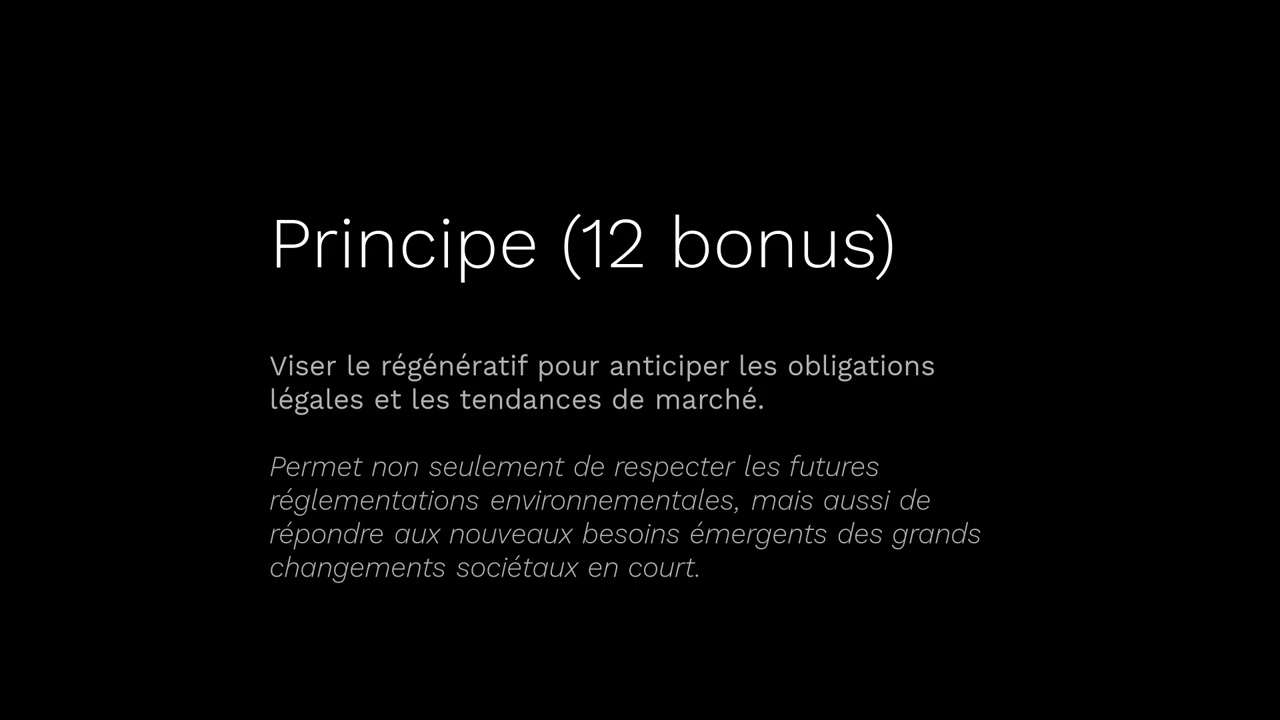 Principe (12 bonus)
Viser le régénératif pour anticiper les obligations
légales et les tendances de marché.
Permet non seulement de respecter les futures
réglementations environnementales, mais aussi de
répondre aux nouveaux besoins émergents des grands
changements sociétaux en court.